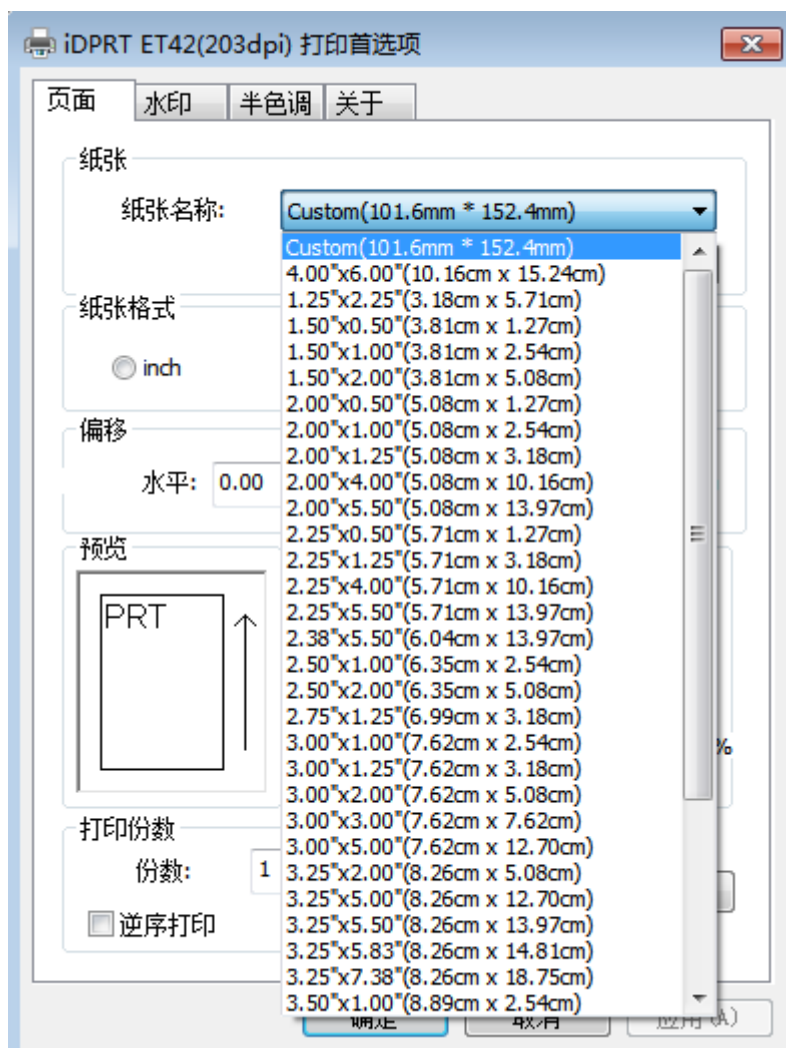 iDPRT ET42(203dpi) 打印首选项
页面 水印 半色调 关于
纸张
纸张名称: Custom(101.6mm * 152.4mm)
Custom(101.6mm * 152.4mm)
4.00"x6.00"(10.16cm x 15.24cm)
1.25"x2.25"(3.18cm x 5.71cm)
纸张格式
1.50"x0.50"(3.81cm x 1.27cm)
1.50"x1.00"(3.81cm x 2.54cm)
inch
1.50"x2.00"(3.81cm x 5.08cm)
2.00"x0.50"(5.08cm x 1.27cm)
偏移
2.00"x1.00"(5.08cm x 2.54cm)
2.00"x1.25"(5.08cm x 3.18cm)
水平: 0.00
2.00"x4.00"(5.08cm x 10.16cm)
2.00"x5.50"(5.08cm x 13.97cm)
2.25"x0.50"(5.71cm x 1.27cm)
预览
2.25"x1.25"(5.71cm x 3.18cm)
2.25"x4.00"(5.71cm x 10.16cm)
2.25"x5.50"(5.71cm x 13.97cm)
PRT
2.38"x5.50"(6.04cm x 13.97cm)
2.50"x1.00"(6.35cm x 2.54cm)
2.50"x2.00"(6.35cm x 5.08cm)
2.75"x1.25"(6.99cm x 3.18cm)
3.00"x1.00"(7.62cm x 2.54cm)
%
3.00"x1.25"(7.62cm x 3.18cm)
3.00"x2.00"(7.62cm x 5.08cm)
3.00"x3.00"(7.62cm x 7.62cm)
打印份数
3.00"x5.00"(7.62cm x 12.70cm)
份数: 1
3.25"x2.00"(8.26cm x 5.08cm)
3.25"x5.00"(8.26cm x 12.70cm)
逆序打印
3.25"x5.50"(8.26cm x 13.97cm)
3.25"x5.83"(8.26cm x 14.81cm)
3.25"x7.38"(8.26cm x 18.75cm)
3.50"x1.00"(8.89cm x 2.54cm)
确定 取消 应用(A)